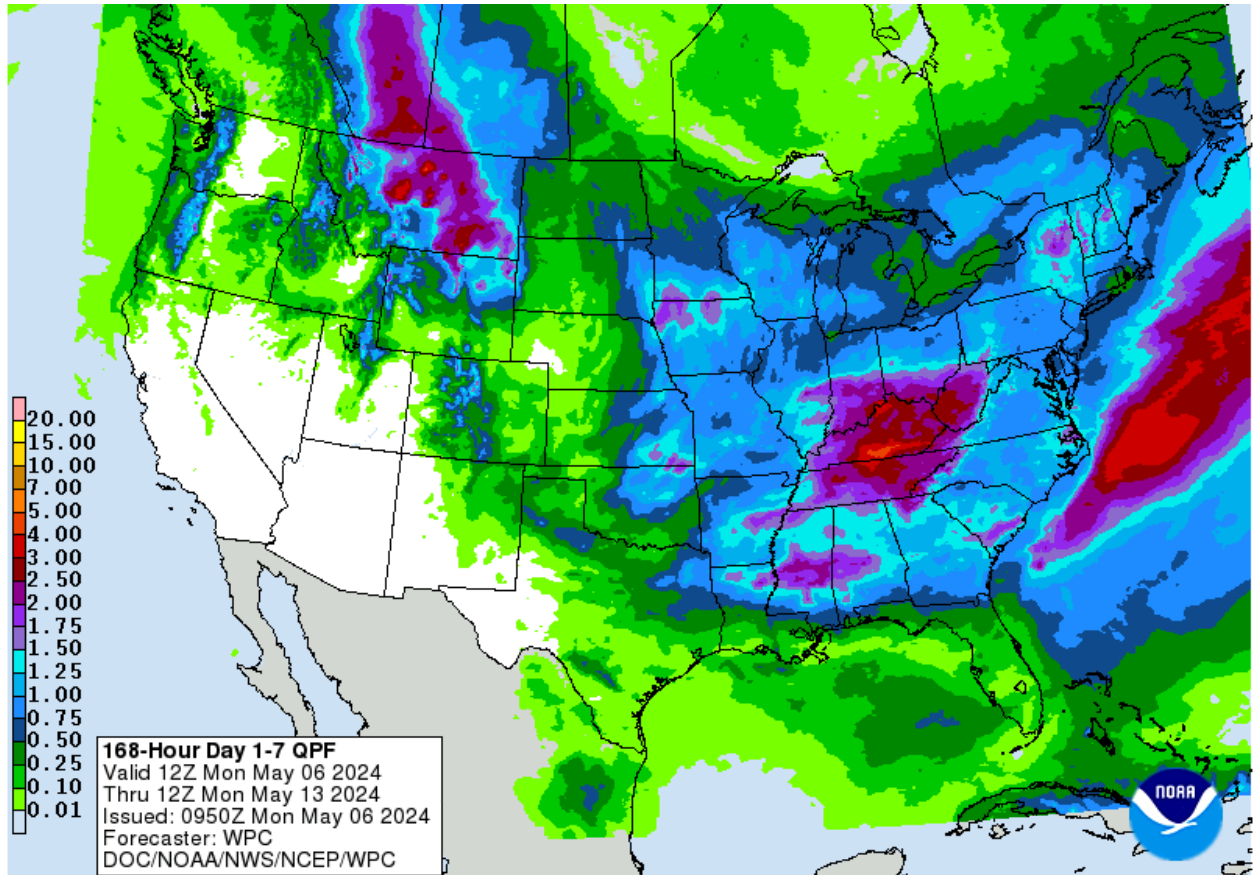 20.00
15.00
10.00
7.00
5.00
4.00
3.00
2.50
2.00
1.75
1.50
1.25
1.00
0.75
0.50
0.25
0.10
0.01
168-Hour Day 1-7 QPF
Valid 12Z Mon May 06 2024
Thru 12Z Mon May 13 2024
Issued: 0950Z Mon May 06 2024
Forecaster: WPC
DOC/NOAA/NWS/NCEP/WPC
NOAA